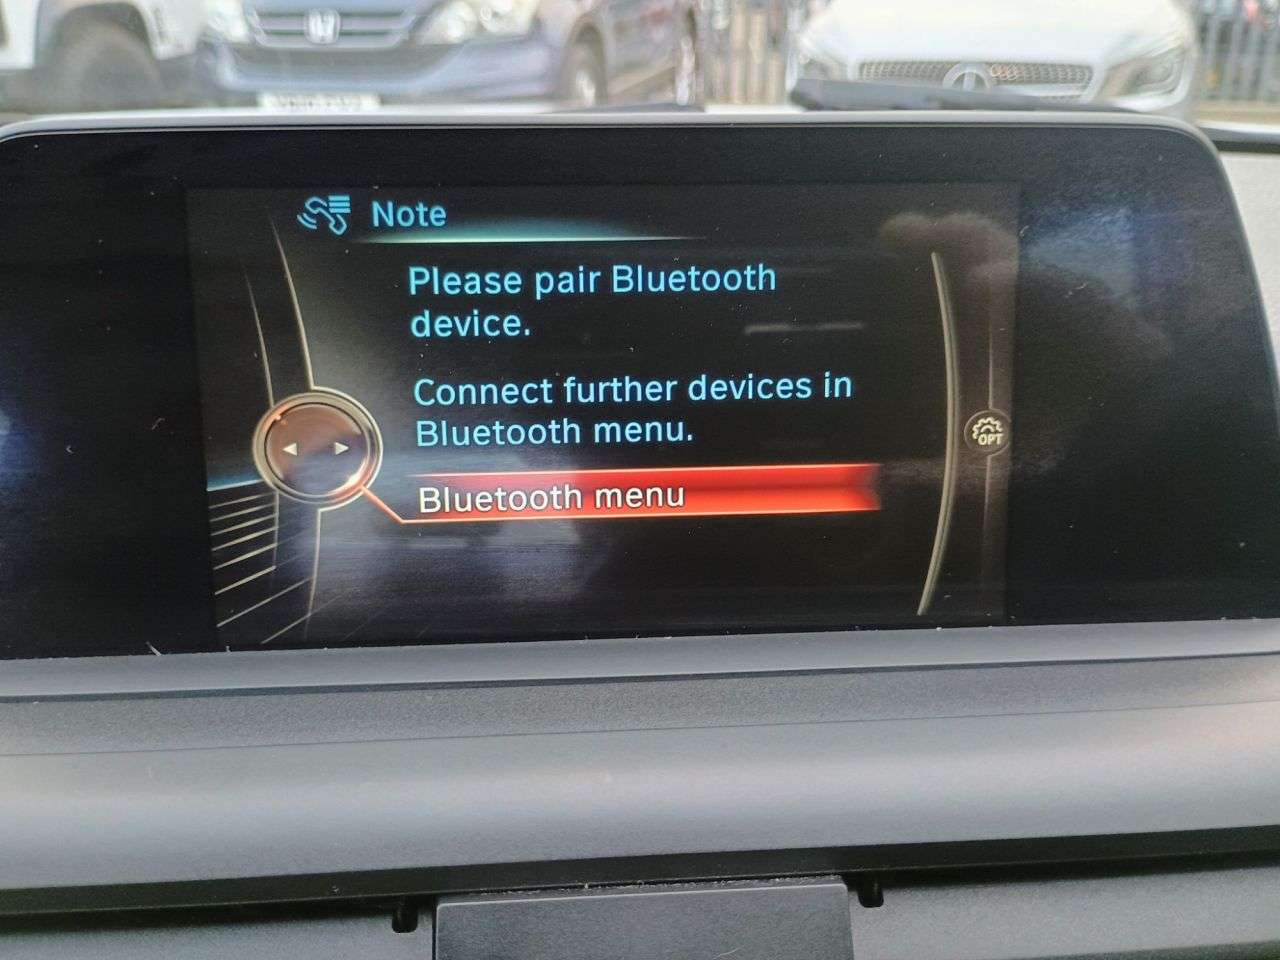 Note
Please pair Bluetooth
device.
Connect further devices in
Bluetooth menu.
OPT
Bluetooth menu